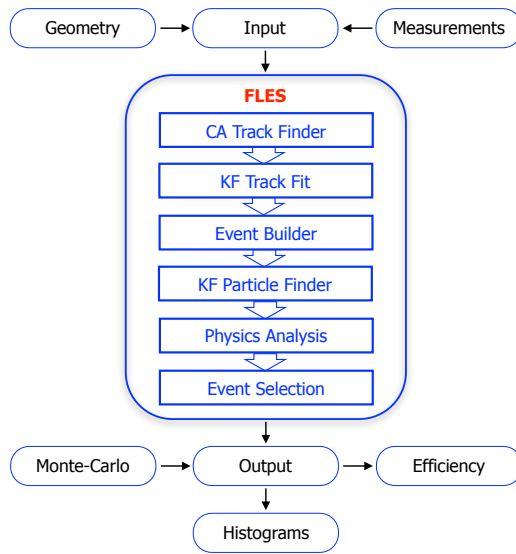 Geometry
Input
Measurements
FLES
CA Track Finder
KF Track Fit
Event Builder
KF Particle Finder
Physics Analysis
Event Selection
Monte-Carlo
Output
Efficiency
Histograms